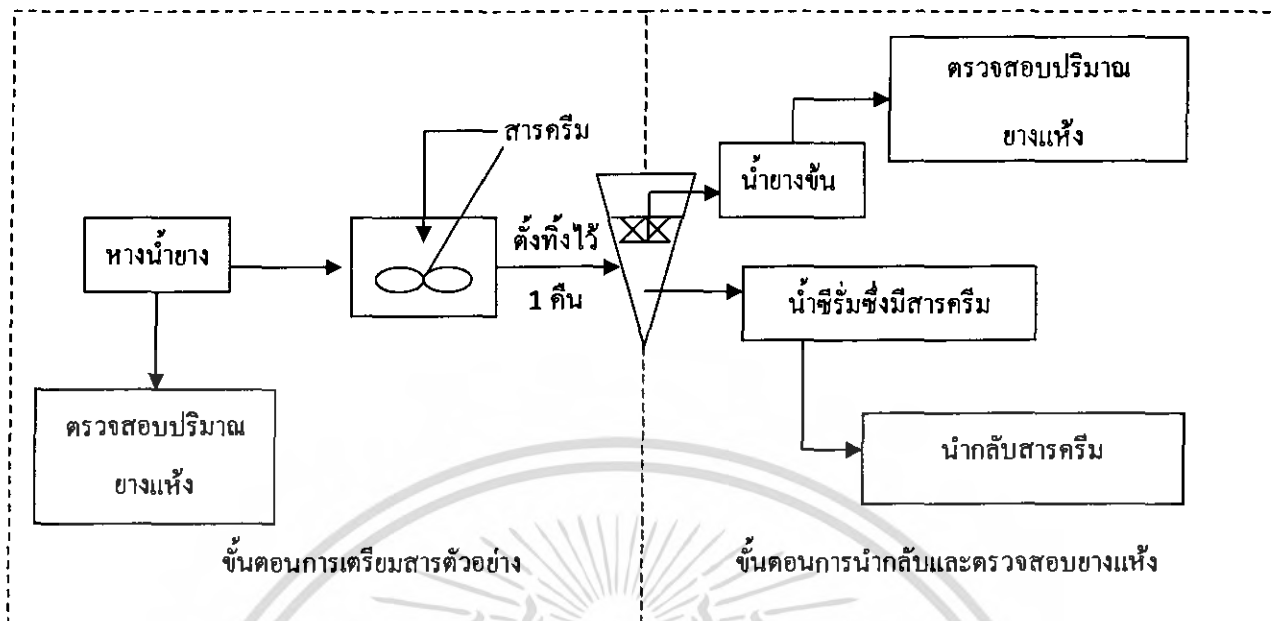 ตรวจสอบปริมาณ
ยางแห้ง
สารครีม
น้ำยางข้น
หางน้ำยาง
ตั้งทิ้งไว้
1 คืน
น้ำซีรั่มซึ่งมีสารครีม
ตรวจสอบปริมาณ
ยางแห้ง
นำกลับสารครีม
ขั้นตอนการเตรียมสารตัวอย่าง
ขั้นตอนการนำกลับและตรวจสอบยางแห้ง